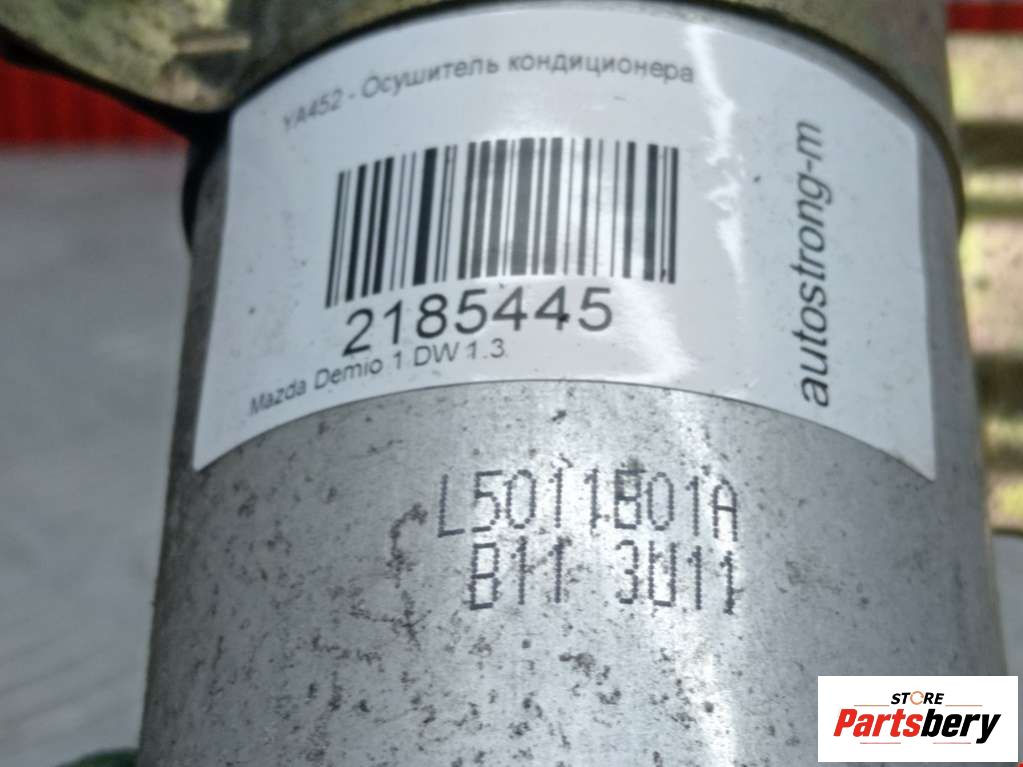 YA452 - Осушитель кондиционера
2185445
Mazda Demio 1 DW 1.3
autostrong-m
L5011B01A
B11 3U11
STORE
Partsbery